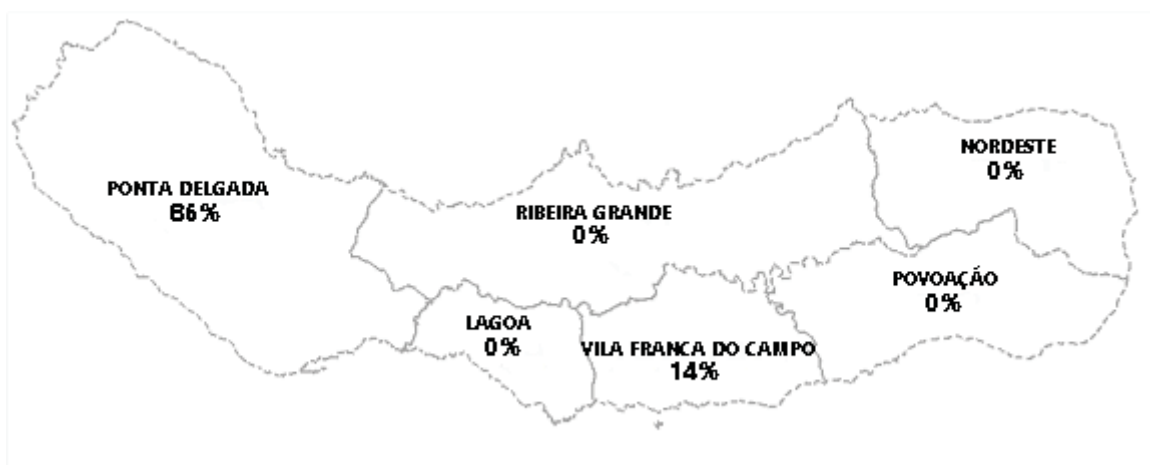 NORDESTE
0%
PONTA DELGADA
86%
RIBEIRA GRANDE
0%
POVOAÇÃO
0%
LAGOA
0%
VILA FRANCA DO CAMPO
14%